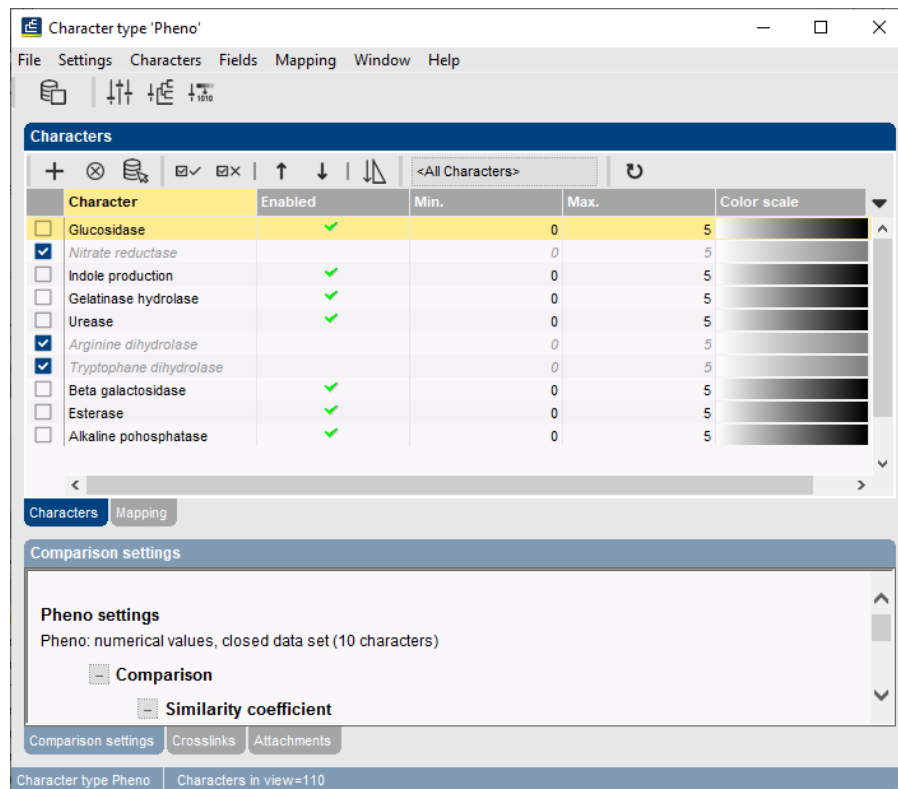 Character type 'Pheno'
File Settings Characters Fields Mapping Window Help
1010
Characters
<All Characters>
Character Enabled Min. Max. Color scale
Glucosidase 0 5
Nitrate reductase 0 5
Indole production 0 5
Gelatinase hydrolase 0 5
Urease 0 5
Arginine dihydrolase 0 5
Tryptophane dihydrolase 0 5
Beta galactosidase 0 5
Esterase 0 5
Alkaline pohosphatase 0 5
Characters Mapping
Comparison settings
Pheno settings
Pheno: numerical values, closed data set (10 characters)
Comparison
Similarity coefficient
Comparison settings Crosslinks Attachments
Character type Pheno Characters in view=110